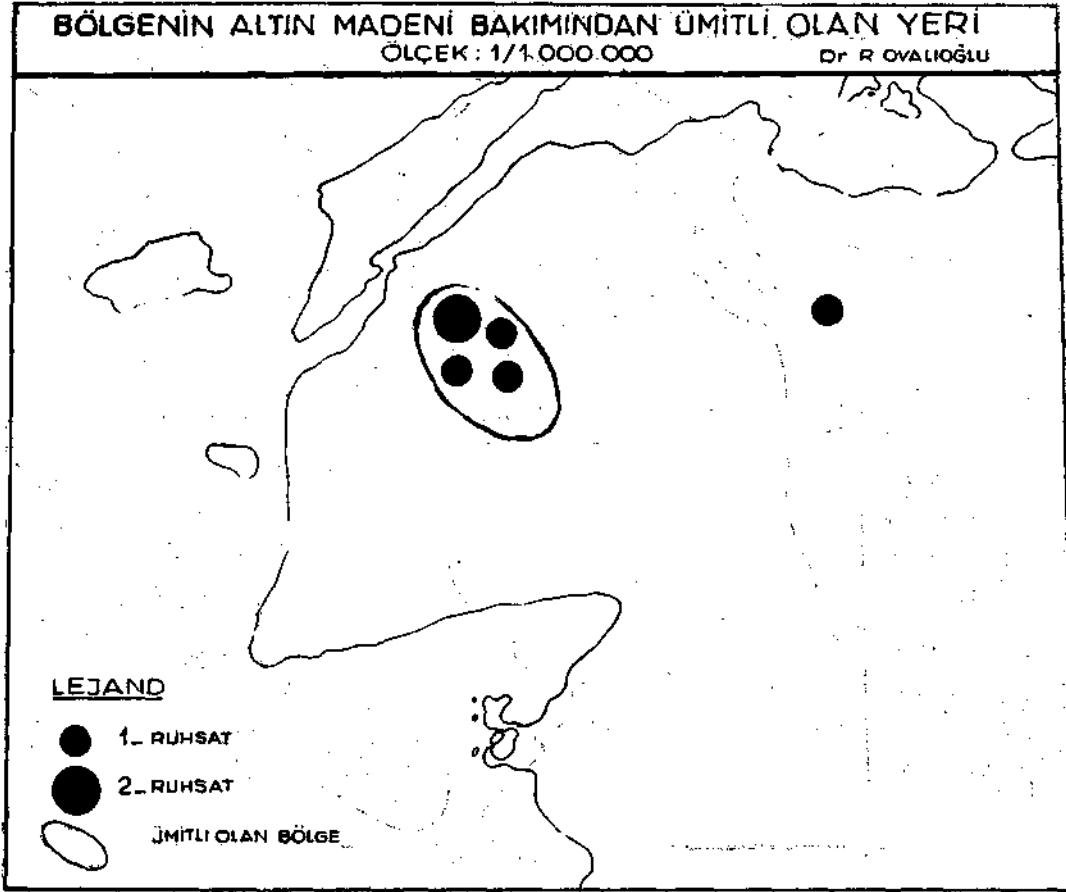 BÖLGENİN ALTIN MADENİ BAKIMINDAN ÜMİTLİ OLAN YERİ
ÖLÇEK : 1/1.000.000
Dr R OVALIOĞLU
LEJAND
1_ RUHSAT
2_ RUHSAT
ÜMİTLİ OLAN BÖLGE